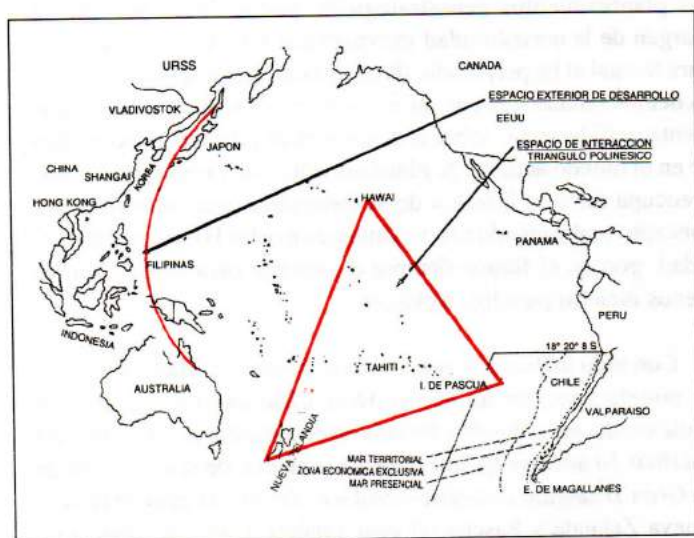 URSS
CANADA
VLADIVOSTOK
ESPACIO EXTERIOR DE DESARROLLO
EEUU
JAPON
ESPACIO DE INTERACCION
TRIANGULO POLINESICO
CHINA
SHANGAI
KOREA
HONG KONG
HAWAI
PANAMA
FILIPINAS
PERU
INDONESIA
18° 20° 8 S
TAHITI
I. DE PASCUA
CHILE
AUSTRALIA
VALPARAISO
NUEVA ZELANDIA
MAR TERRITORIAL
ZONA ECONOMICA EXCLUSIVA
MAR PRESENCIAL
E. DE MAGALLANES